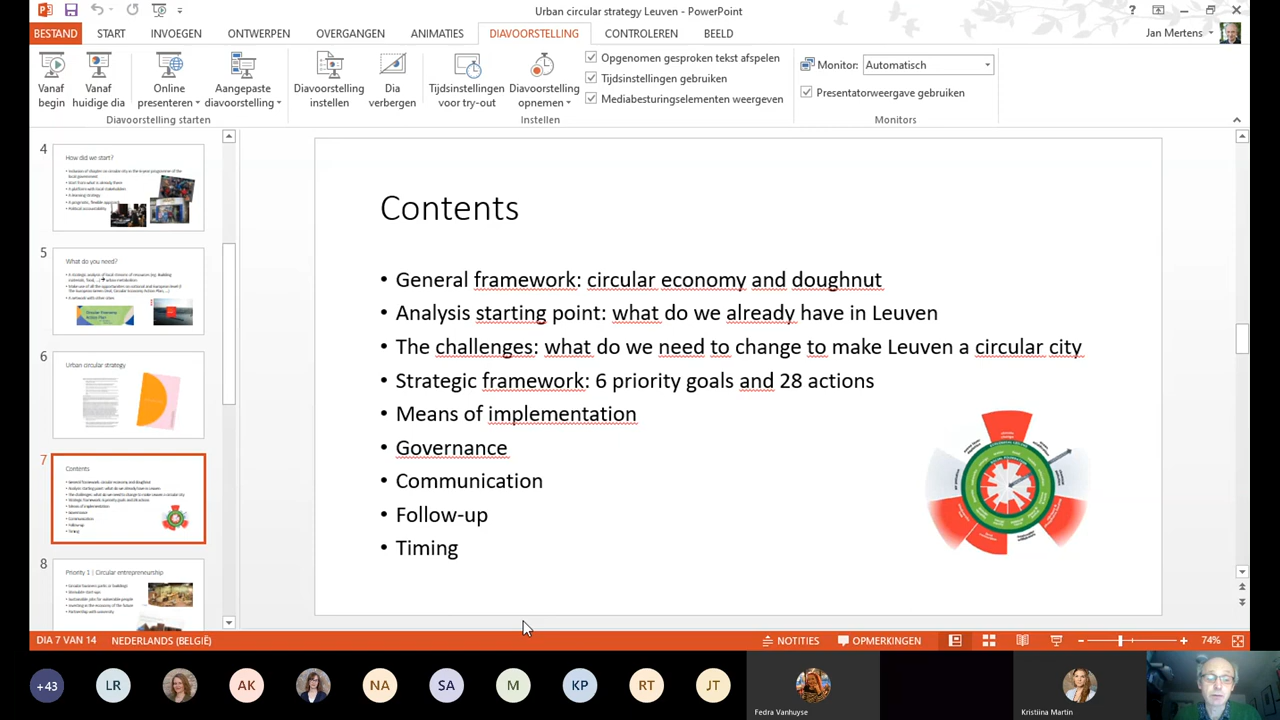 Urban circular strategy Leuven - PowerPoint
BESTAND START INVOEGEN ONTWERPEN OVERGANGEN ANIMATIES DIAVOORSTELLING CONTROLEREN BEELD Jan Mertens
Vanaf begin
Vanaf huidige dia
Online presenteren
Aangepaste diavoorstelling
Diavoorstelling starten
Diavoorstelling instellen
Dia verbergen
Tijdsinstellingen voor try-out
Diavoorstelling opnemen
Opgenomen gesproken tekst afspelen
Tijdsinstellingen gebruiken
Mediabesturingselementen weergeven
Instellen
Monitor: Automatisch
Presentatorweergave gebruiken
Monitors
4
How did we start?
5
What do you need?
6
Urban circular strategy
7
Contents
8
Priority 1 | Circular entrepreneurship
Contents
• General framework: circular economy and doughnut
• Analysis starting point: what do we already have in Leuven
• The challenges: what do we need to change to make Leuven a circular city
• Strategic framework: 6 priority goals and 28 actions
• Means of implementation
• Governance
• Communication
• Follow-up
• Timing
DIA 7 VAN 14 NEDERLANDS (BELGIË) NOTITIES OPMERKINGEN 74%
+43 LR AK NA SA M KP RT JT
Fedra Vanhuyse
Kristiina Martin